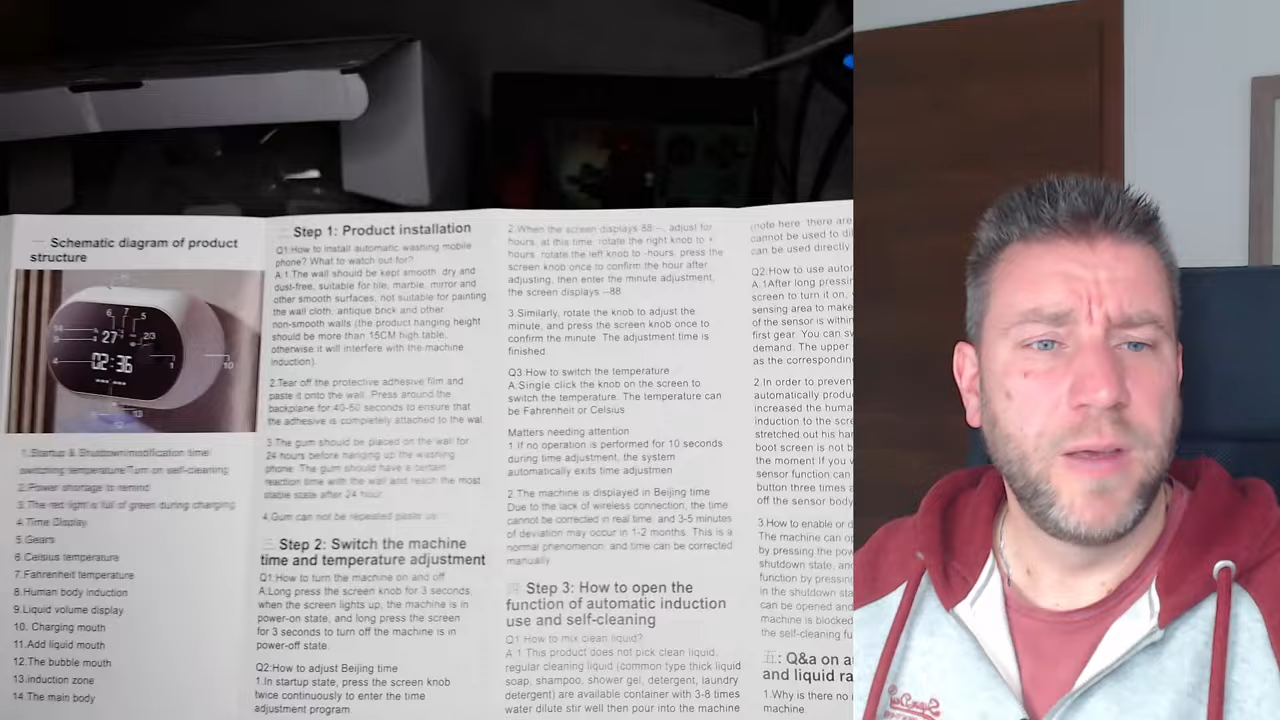 Schematic diagram of product
structure
14
9
4
6
7
5
27
2/3
02:36
1
10
1.Startup & Shutdown/modification time/
switching temperature/Turn on self-cleaning
2.Power shortage to remind
3.The red light is full of green during charging
4.Time Display
5.Gears
6.Celsius temperature
7.Fahrenheit temperature
8.Human body induction
9.Liquid volume display
10. Charging mouth
11.Add liquid mouth
12.The bubble mouth
13.induction zone
14.The main body
Step 1: Product installation
Q1:How to install automatic washing mobile
phone? What to watch out for?
A.1.The wall should be kept smooth dry and
dust-free, suitable for tile, marble, mirror and
other smooth surfaces, not suitable for painting
the wall cloth, antique brick and other
non-smooth walls (the product hanging height
should be more than 15CM high table,
otherwise it will interfere with the machine
induction).
2.Tear off the protective adhesive film and
paste it onto the wall. Press around the
backplane for 40-60 seconds to ensure that
the adhesive is completely attached to the wal
3.The gum should be placed on the wall for
24 hours before hanging up the washing
phone. The gum should have a certain
reaction time with the wall and reach the most
stable state after 24 hour.
4.Gum can not be repeated paste us
三 Step 2: Switch the machine
time and temperature adjustment
Q1:How to turn the machine on and off
A.Long press the screen knob for 3 seconds,
when the screen lights up, the machine is in
power-on state, and long press the screen
for 3 seconds to turn off the machine is in
power-off state.
Q2:How to adjust Beijing time
1.In startup state, press the screen knob
twice continuously to enter the time
adjustment program.
2.When the screen displays 88:--, adjust for
hours, at this time, rotate the right knob to +
hours, rotate the left knob to -hours, press the
screen knob once to confirm the hour after
adjusting, then enter the minute adjustment,
the screen displays --88.
3.Similarly, rotate the knob to adjust the
minute, and press the screen knob once to
confirm the minute. The adjustment time is
finished.
Q3.How to switch the temperature
A.Single click the knob on the screen to
switch the temperature. The temperature can
be Fahrenheit or Celsius
Matters needing attention
1.If no operation is performed for 10 seconds
during time adjustment, the system
automatically exits time adjustmen
2.The machine is displayed in Beijing time.
Due to the lack of wireless connection, the time
cannot be corrected in real time, and 3-5 minutes
of deviation may occur in 1-2 months. This is a
normal phenomenon, and time can be corrected
manually.
四 Step 3: How to open the
function of automatic induction
use and self-cleaning
Q1:How to mix clean liquid?
A.1.This product does not pick clean liquid,
regular cleaning liquid (common type thick liquid
soap, shampoo, shower gel, detergent, laundry
detergent) are available container with 3-8 times
water dilute stir well then pour into the machine
(note here: there are
cannot be used to dil
can be used directly
Q2:How to use autom
A.1After long pressin
screen to turn it on,
sensing area to make
of the sensor is within
first gear. You can sw
demand. The upper
as the correspondin
2.In order to preven
automatically produ
increased the huma
induction to the scre
stretched out his han
boot screen is not b
the moment If you w
sensor function can
button three times a
off the sensor body
3.How to enable or d
The machine can op
by pressing the pow
shutdown state, and
function by pressing
In the shutdown sta
can be opened and
machine is blocked
the self-cleaning fu
五: Q&a on a
and liquid ra
1.Why is there no
machine.